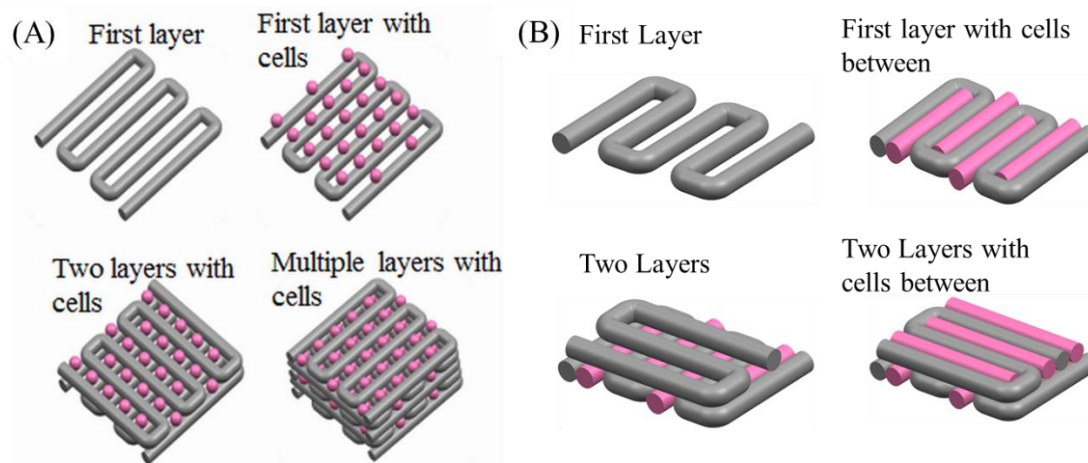 (A)
First layer
First layer with
cells
Two layers with
cells
Multiple layers with
cells
(B)
First Layer
First layer with cells
between
Two Layers
Two Layers with
cells between